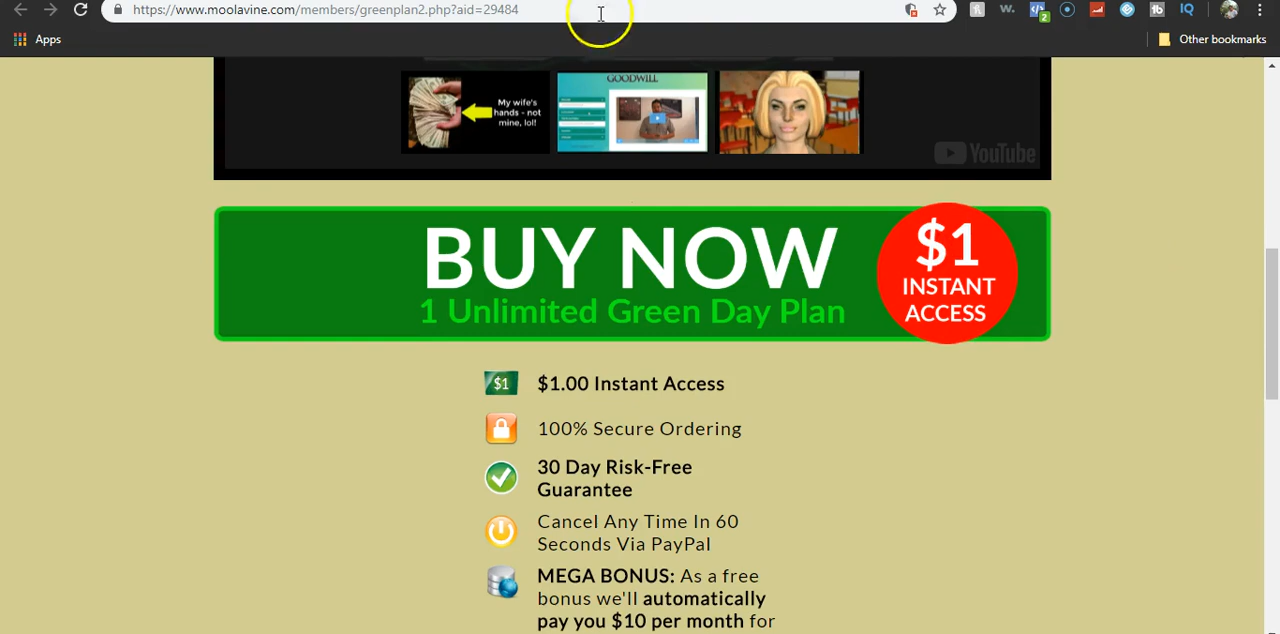 https://www.moolavine.com/members/greenplan2.php?aid=29484
w.
2
tb
IQ
Apps
Other bookmarks
My wife's
hands - not
mine, lol!
GOODWILL
YouTube
BUY NOW
1 Unlimited Green Day Plan
$1
INSTANT
ACCESS
$1
$1.00 Instant Access
100% Secure Ordering
30 Day Risk-Free
Guarantee
Cancel Any Time In 60
Seconds Via PayPal
MEGA BONUS: As a free
bonus we'll automatically
pay you $10 per month for